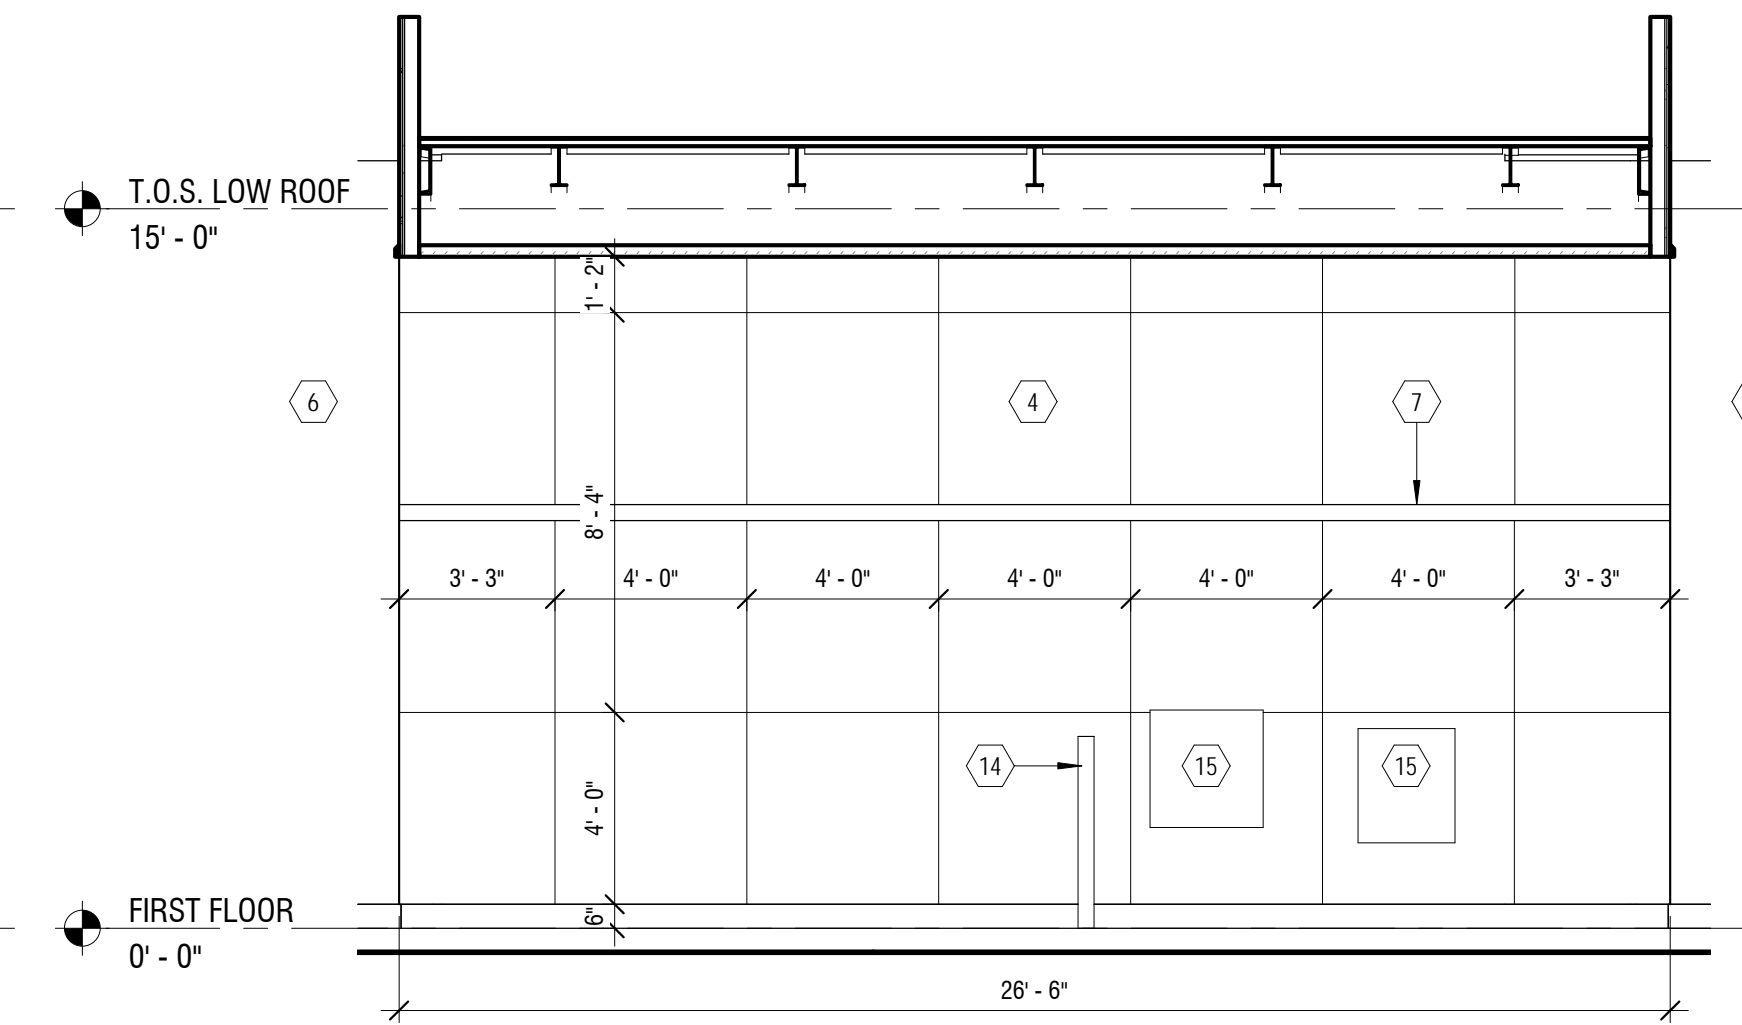 T.O.S. LOW ROOF
15' - 0"
1' - 2"
6
4
7
8' - 4"
3' - 3"
4' - 0"
4' - 0"
4' - 0"
4' - 0"
4' - 0"
3' - 3"
14
15
15
4' - 0"
FIRST FLOOR
0' - 0"
6"
26' - 6"